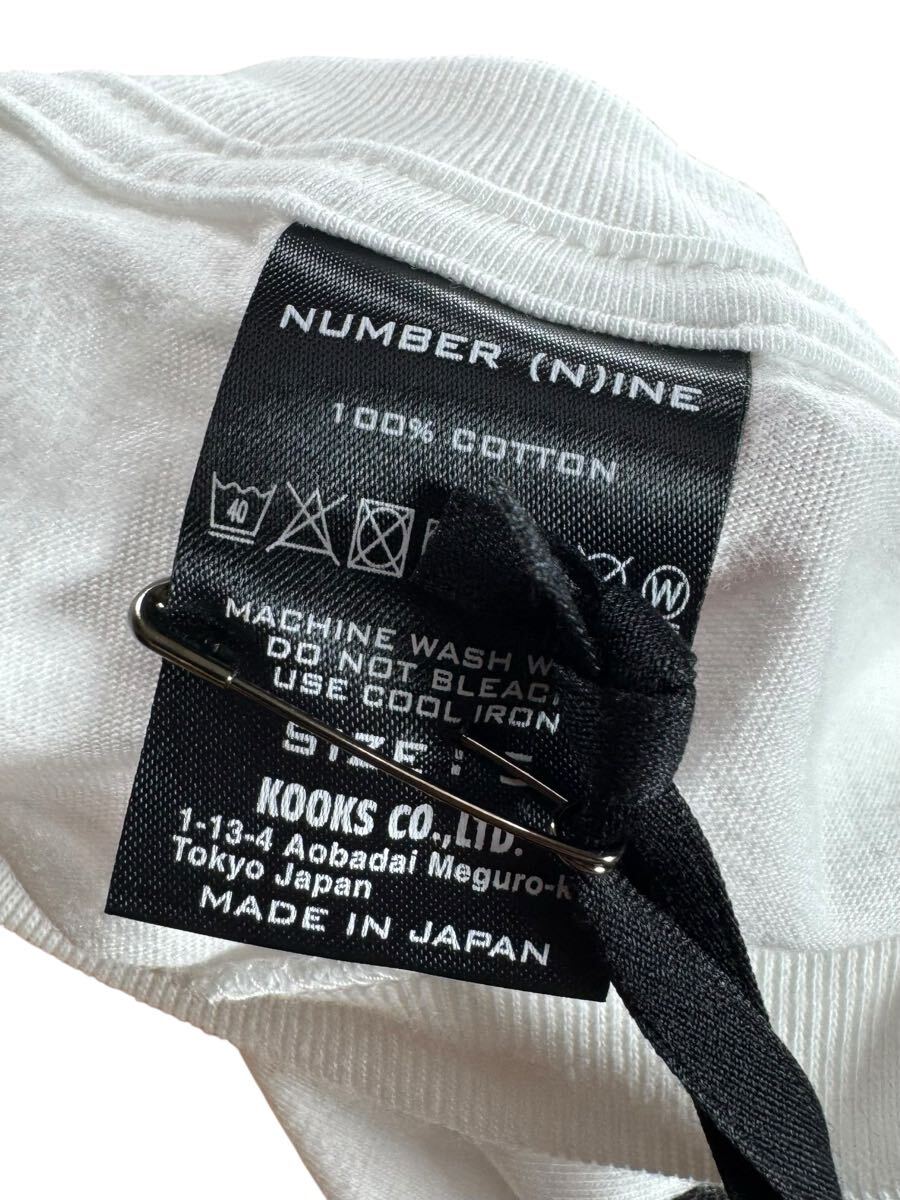 NUMBER (N)INE
100% COTTON
40
W
MACHINE WASH W
DO NOT BLEAC
USE COOL IRON
SIZE :
KOOKS CO.,LTD.
1-13-4 Aobadai Meguro-k
Tokyo Japan
MADE IN JAPAN